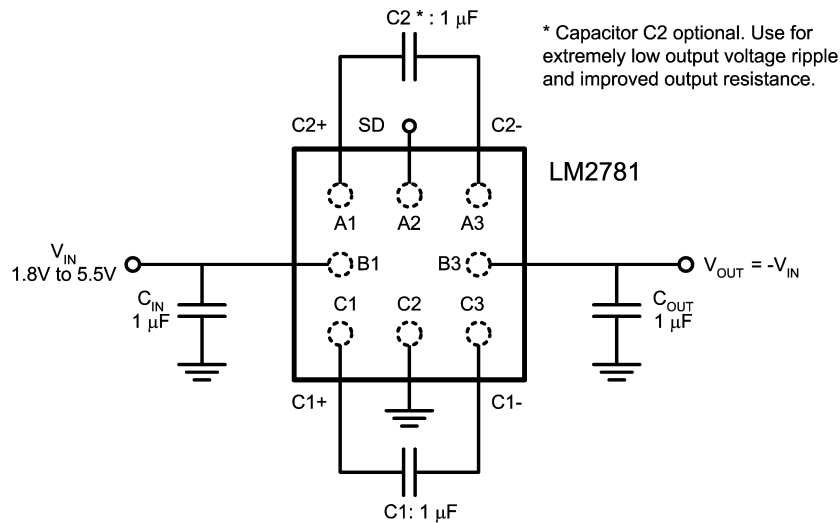 C2 * : 1 µF
* Capacitor C2 optional. Use for
extremely low output voltage ripple
and improved output resistance.
C2+ SD C2-
LM2781
A1 A2 A3
V_IN
1.8V to 5.5V
B1 B3
V_OUT = -V_IN
C_IN
1 µF
C1 C2 C3
C_OUT
1 µF
C1+ C1-
C1: 1 µF